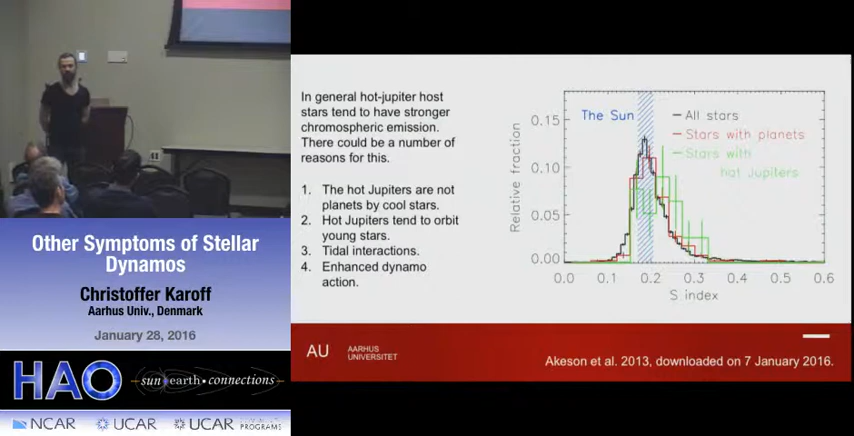 In general hot-jupiter host
stars tend to have stronger
chromospheric emission.
There could be a number of
reasons for this.
1. The hot Jupiters are not
planets by cool stars.
2. Hot Jupiters tend to orbit
young stars.
3. Tidal interactions.
4. Enhanced dynamo
action.
The Sun
All stars
Stars with planets
Stars with
hot Jupiters
Relative fraction
0.15
0.10
0.05
0.00
0.0 0.1 0.2 0.3 0.4 0.5 0.6
S index
AU AARHUS
UNIVERSITET
Akeson et al. 2013, downloaded on 7 January 2016.
Other Symptoms of Stellar
Dynamos
Christoffer Karoff
Aarhus Univ., Denmark
January 28, 2016
HAO sun earth connections
NCAR UCAR UCAR PROGRAMS